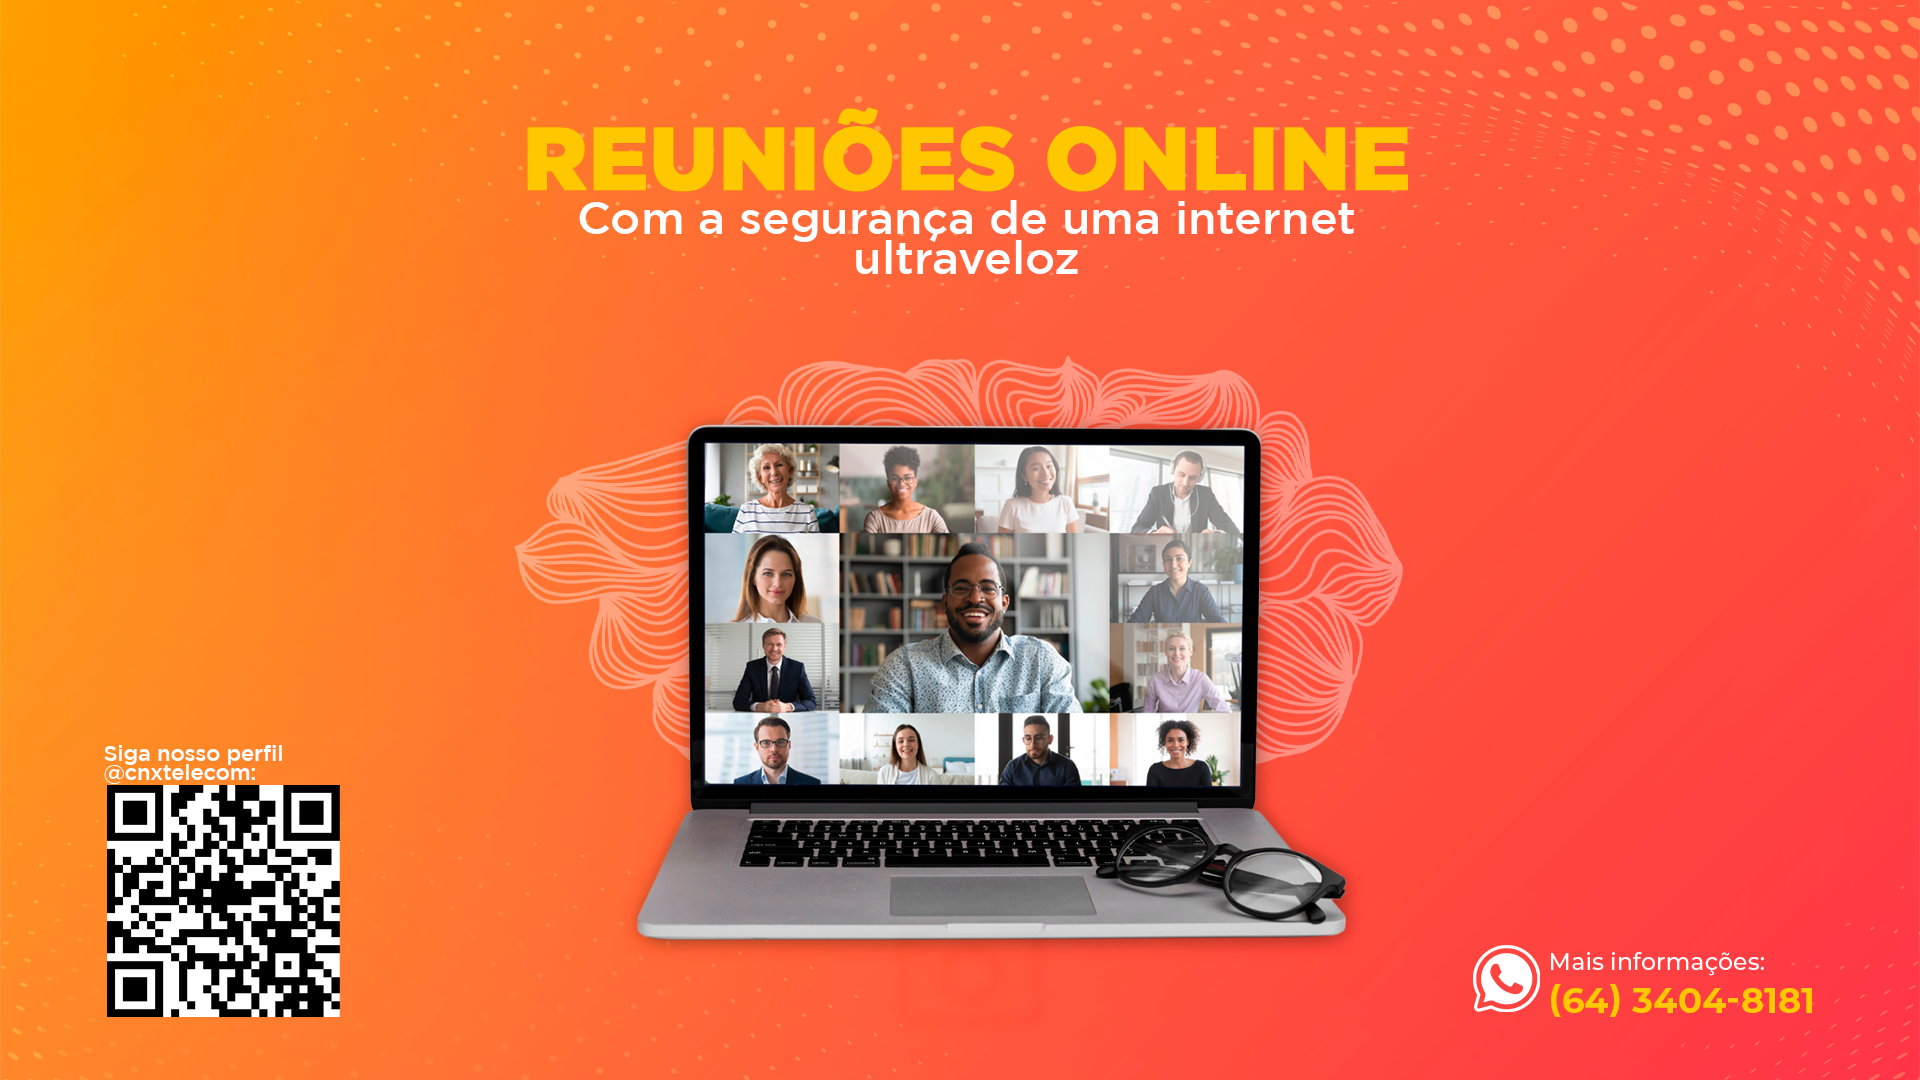 REUNIÕES ONLINE
Com a segurança de uma internet
ultraveloz
Siga nosso perfil
@cnxtelecom:
Mais informações:
(64) 3404-8181